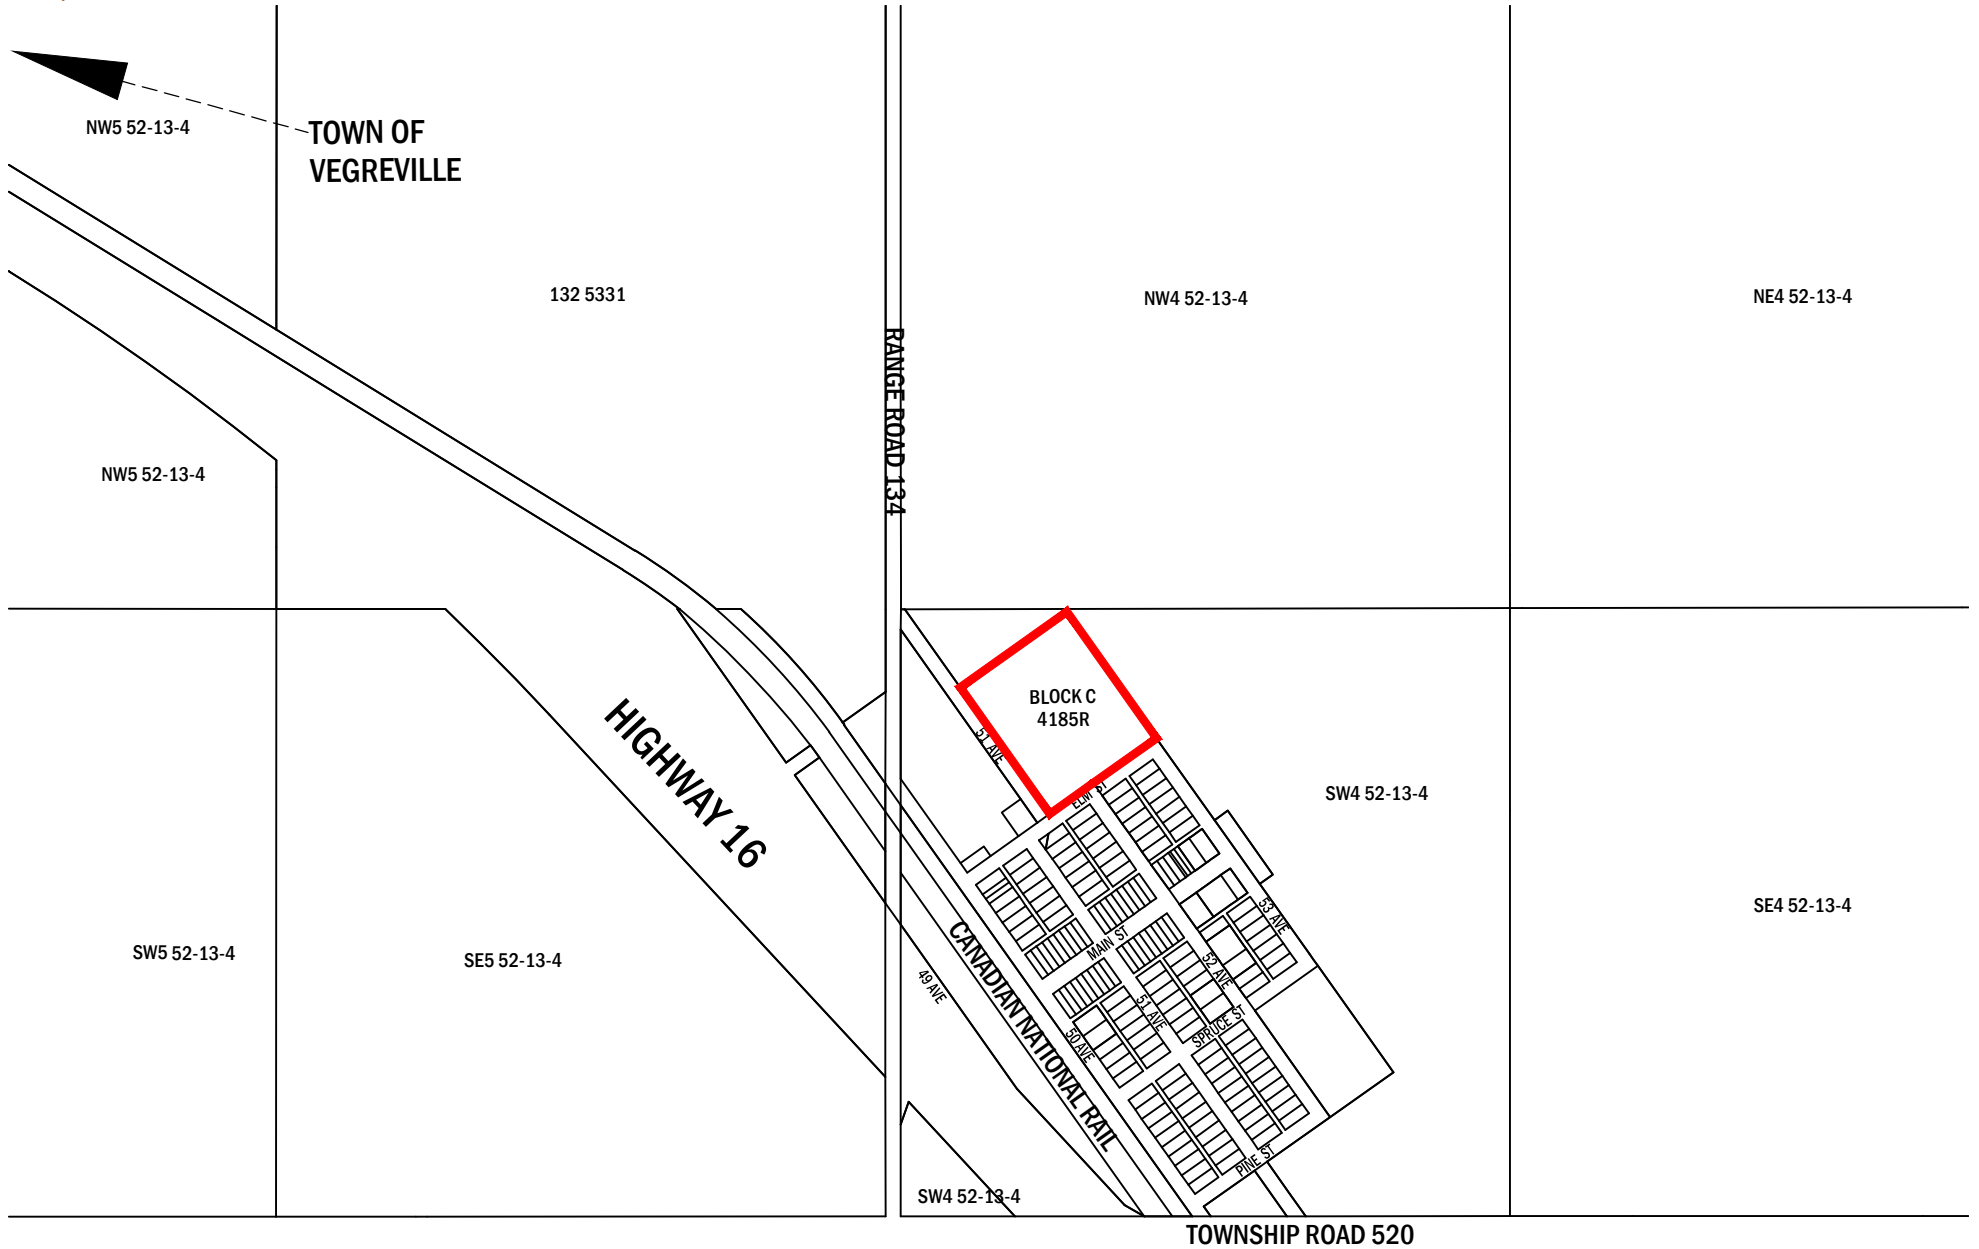 NW5 52-13-4
TOWN OF
VEGREVILLE
132 5331
NW4 52-13-4
NE4 52-13-4
RANGE ROAD 134
NW5 52-13-4
BLOCK C
4185R
51 AVE
ELM ST
HIGHWAY 16
SW4 52-13-4
SW5 52-13-4
SE5 52-13-4
SE4 52-13-4
53 AVE
MAIN ST
52 AVE
49 AVE
CANADIAN NATIONAL RAIL
51 AVE
50 AVE
SPRUCE ST
PINE ST
SW4 52-13-4
TOWNSHIP ROAD 520